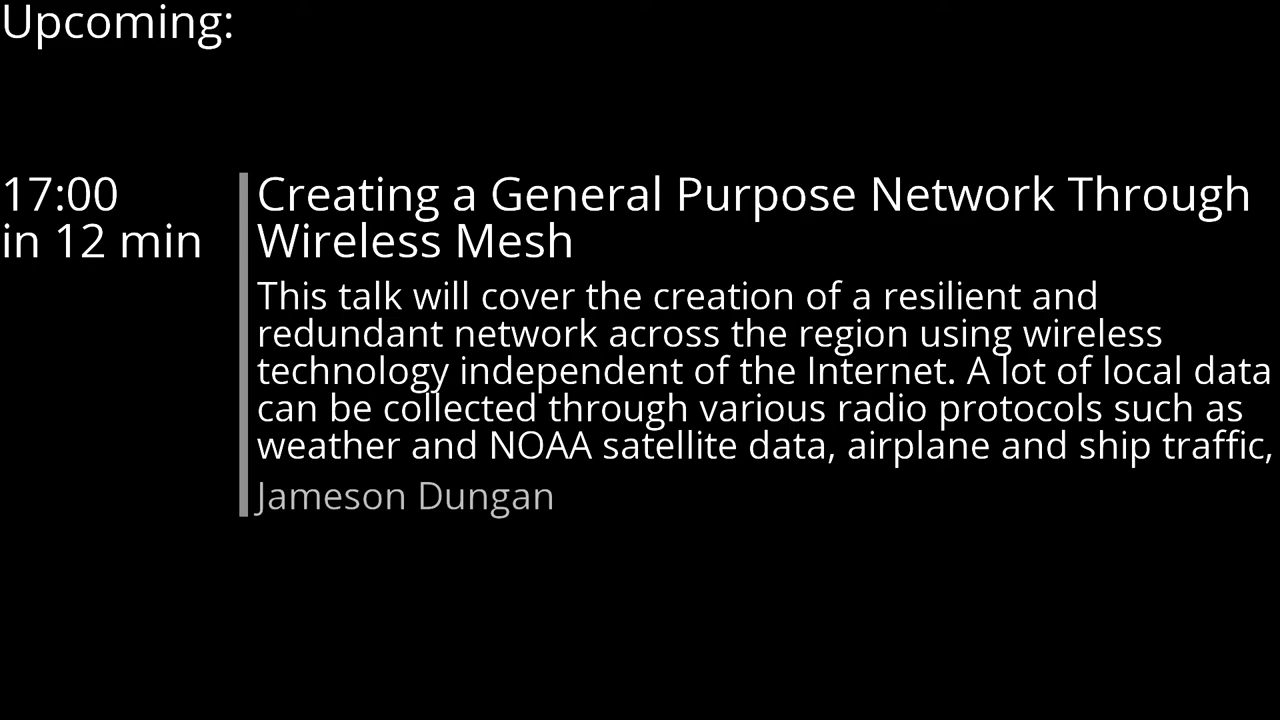 Upcoming:
17:00
in 12 min
Creating a General Purpose Network Through
Wireless Mesh
This talk will cover the creation of a resilient and
redundant network across the region using wireless
technology independent of the Internet. A lot of local data
can be collected through various radio protocols such as
weather and NOAA satellite data, airplane and ship traffic,
Jameson Dungan